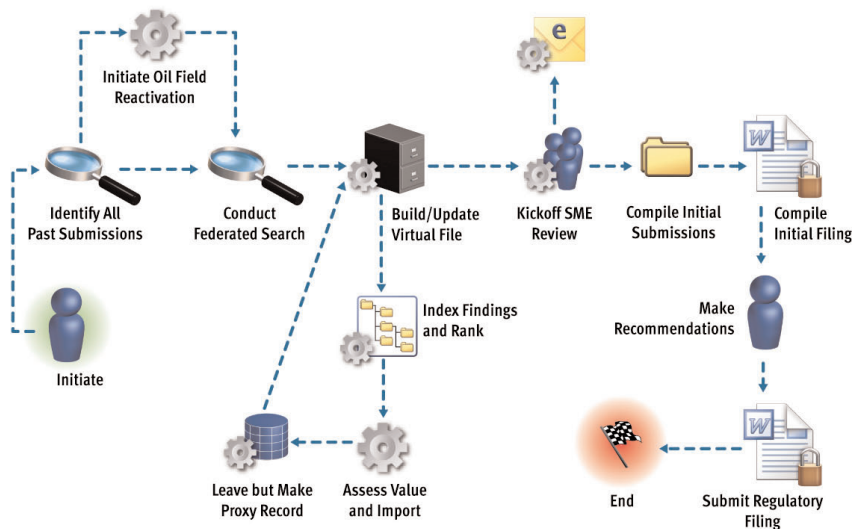 Initiate Oil Field
Reactivation
Identify All
Past Submissions
Conduct
Federated Search
Build/Update
Virtual File
e
Kickoff SME
Review
Compile Initial
Submissions
W
Compile
Initial Filing
Initiate
Index Findings
and Rank
Make
Recommendations
Leave but Make
Proxy Record
Assess Value
and Import
End
W
Submit Regulatory
Filing